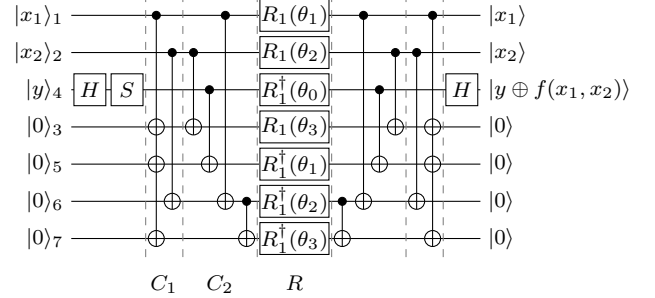 |x₁⟩₁ R₁(θ₁) |x₁⟩
|x₂⟩₂ R₁(θ₂) |x₂⟩
|y⟩₄ H S R₁†(θ₀) H |y ⊕ f(x₁, x₂)⟩
|0⟩₃ R₁(θ₃) |0⟩
|0⟩₅ R₁†(θ₁) |0⟩
|0⟩₆ R₁†(θ₂) |0⟩
|0⟩₇ R₁†(θ₃) |0⟩
C₁ C₂ R